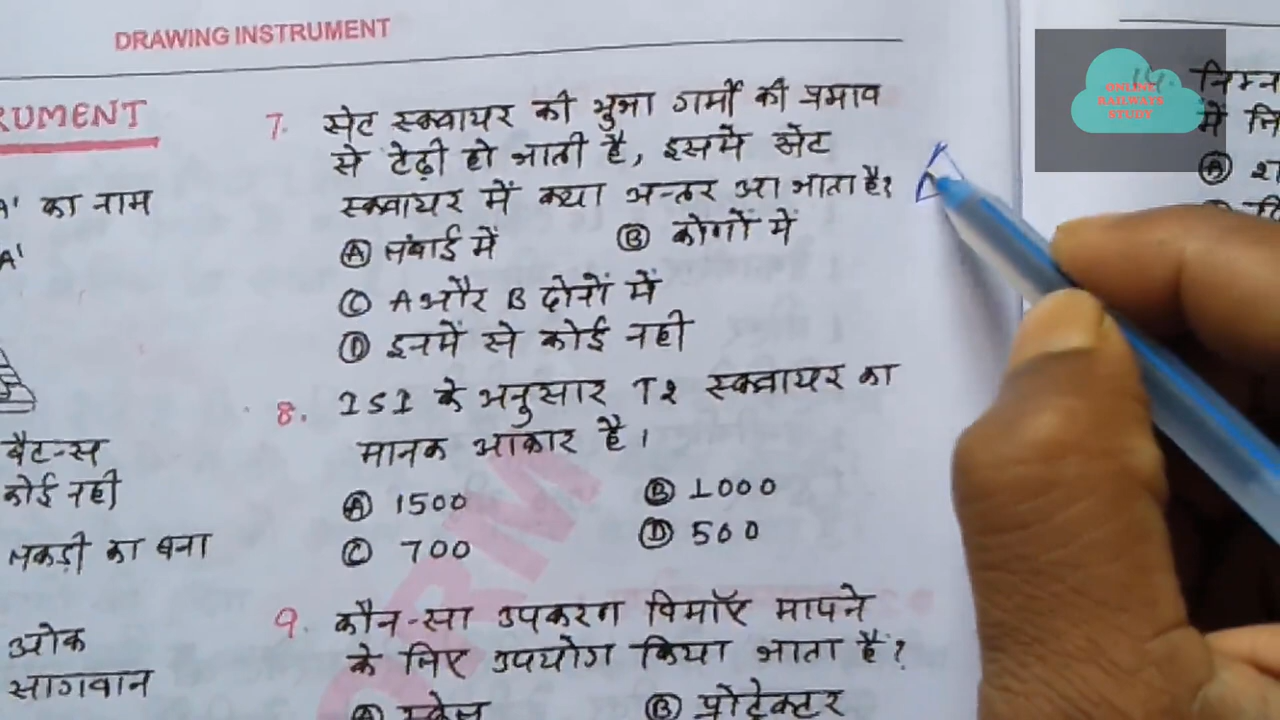 DRAWING INSTRUMENT
RUMENT
A' का नाम
A'
बैटन्स
कोई नही
लकड़ी का बना
ओक
सागवान
7. सेट स्क्वायर की भुजा गर्मी की प्रभाव
से टेढ़ी हो जाती है, इसमें सेट
स्क्वायर में क्या अन्तर आ जाता है?
A लंबाई में B कोणों में
C A और B दोनों में
D इनमें से कोई नही
8. ISI के अनुसार T2 स्क्वायर का
मानक आकार है।
A 1500 B 1000
C 700 D 500
9. कौन-सा उपकरण विमाॅए मापने
के लिए उपयोग किया जाता है?
A स्केल B प्रोट्रेक्टर
14. निम्न
में
A
ONLINE
RAILWAYS
STUDY